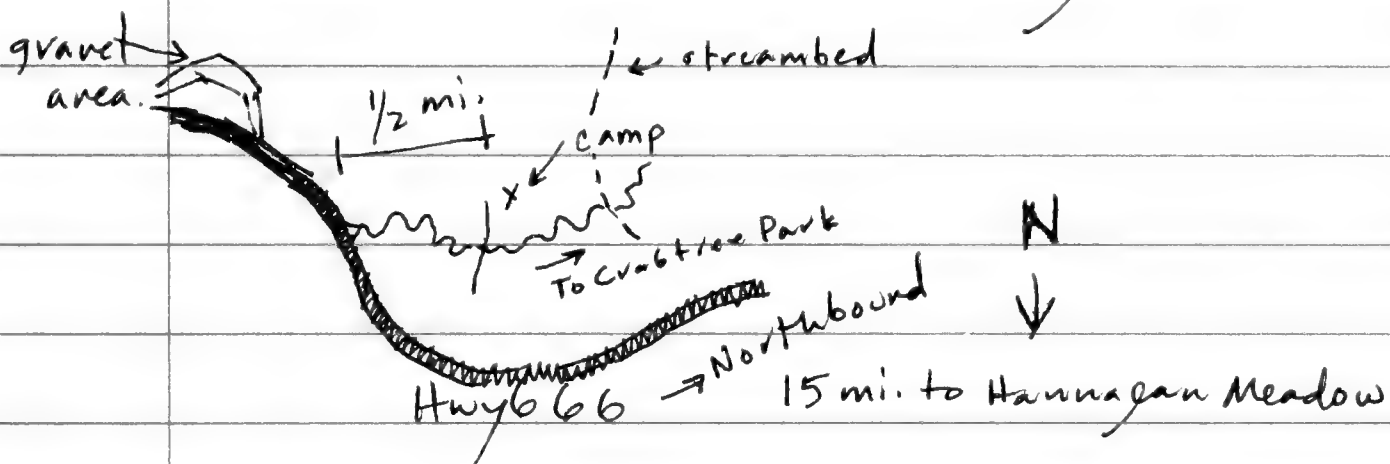 gravel
area.
1/2 mi.
streambed
camp
x
To Crabtree Park
N
Hwy 666 → Northbound
15 mi. to Hannagan Meadow